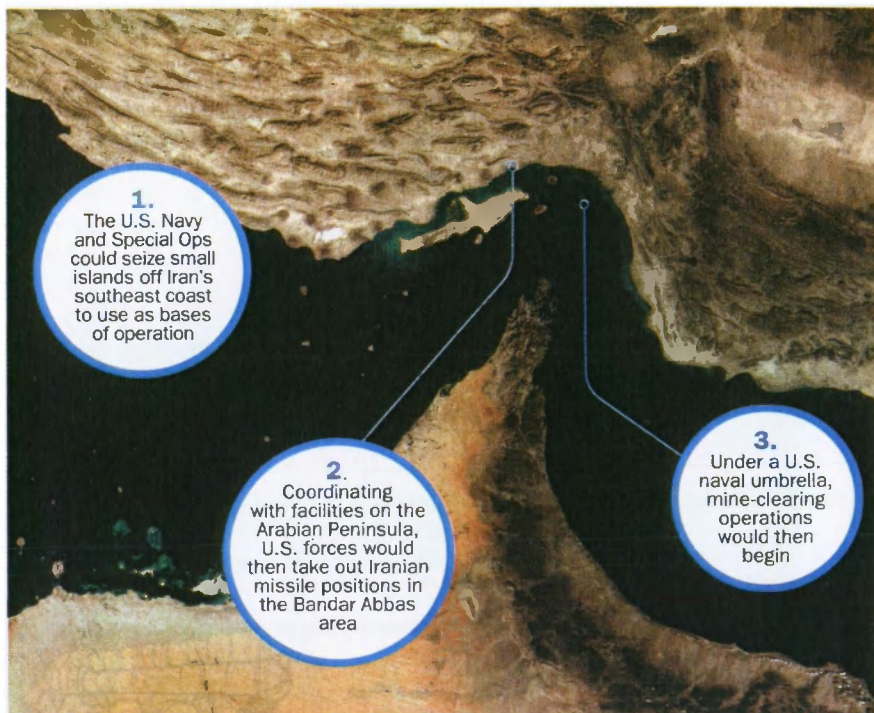 1.
The U.S. Navy
and Special Ops
could seize small
islands off Iran's
southeast coast
to use as bases
of operation
2.
Coordinating
with facilities on the
Arabian Peninsula,
U.S. forces would
then take out Iranian
missile positions in
the Bandar Abbas
area
3.
Under a U.S.
naval umbrella,
mine-clearing
operations
would then
begin